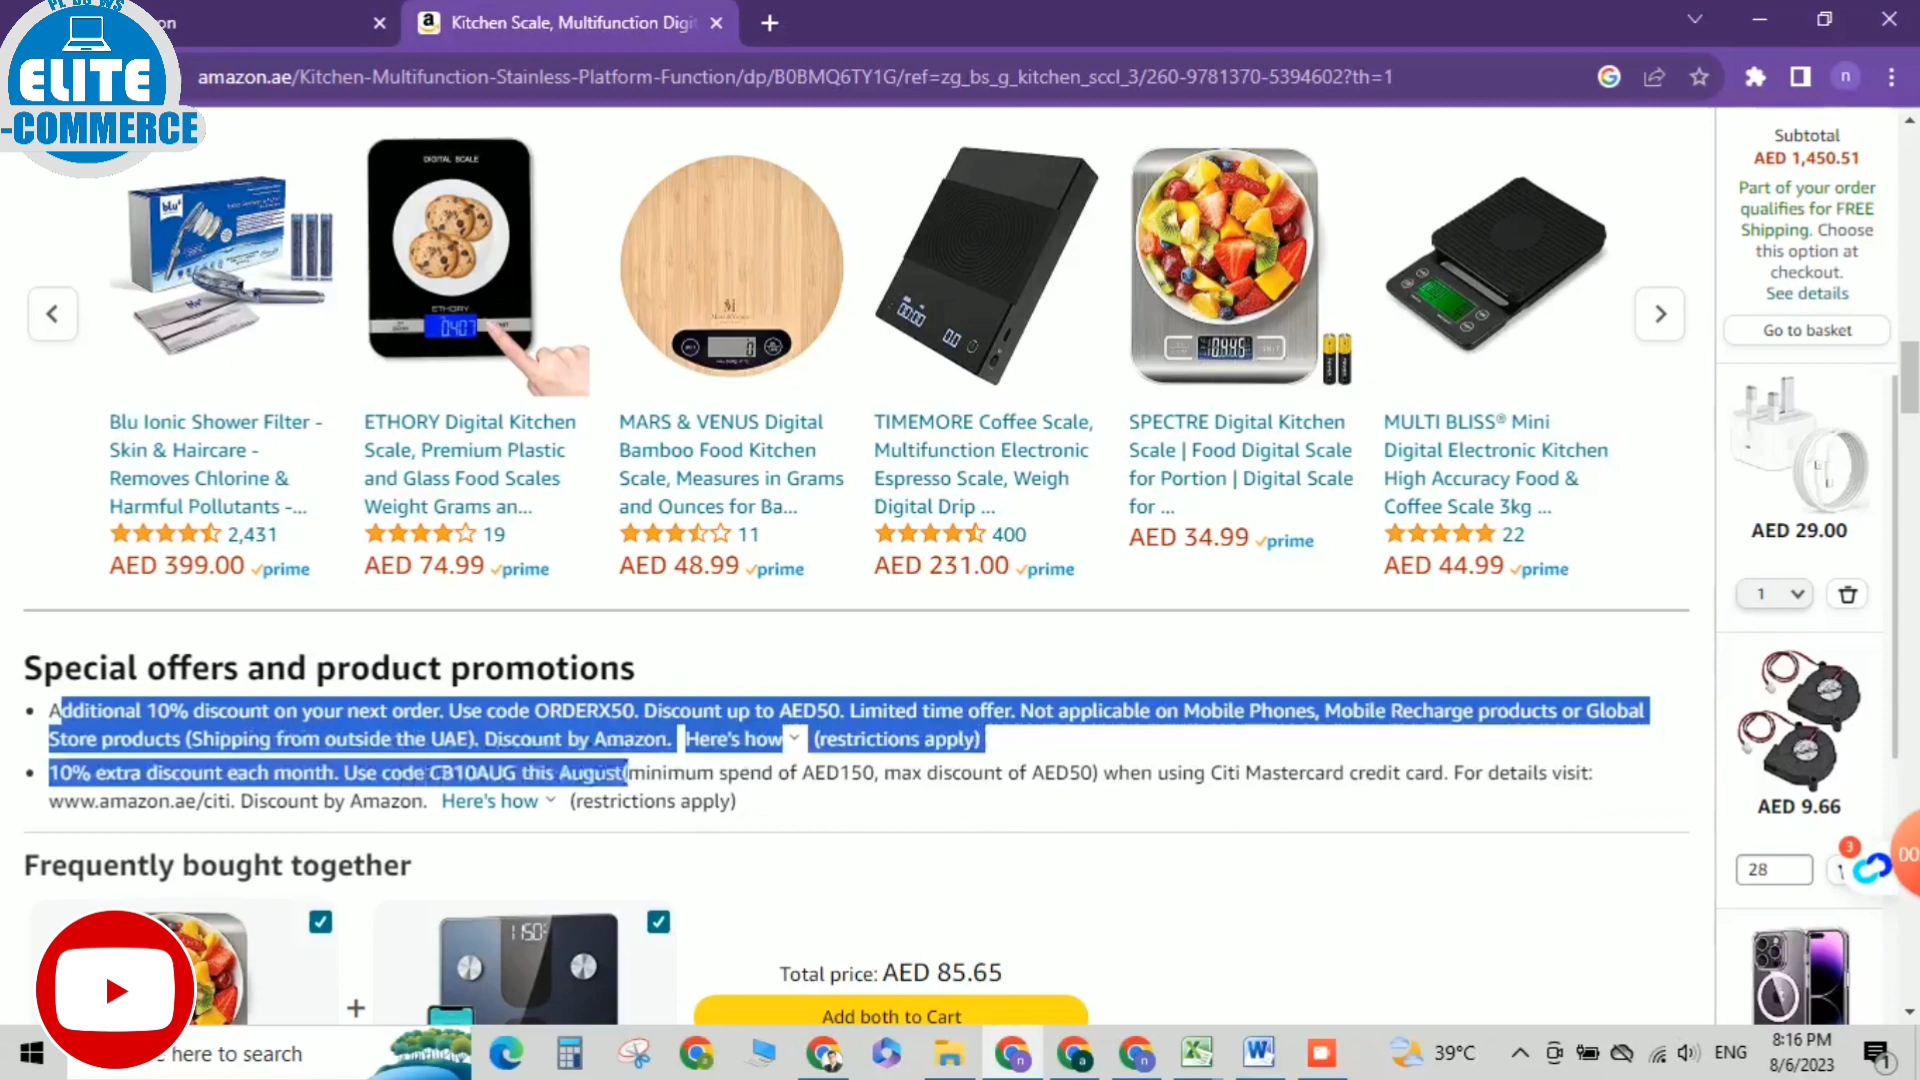 ELITE
-COMMERCE
on
Kitchen Scale, Multifunction Digi
amazon.ae/Kitchen-Multifunction-Stainless-Platform-Function/dp/B0BMQ6TY1G/ref=zg_bs_g_kitchen_sccl_3/260-9781370-5394602?th=1
n
Subtotal
AED 1,450.51
Part of your order
qualifies for FREE
Shipping. Choose
this option at
checkout.
See details
Go to basket
blu
DIGITAL SCALE
ETHORY
0407
Blu Ionic Shower Filter -
Skin & Haircare -
Removes Chlorine &
Harmful Pollutants -...
2,431
AED 399.00 prime
ETHORY Digital Kitchen
Scale, Premium Plastic
and Glass Food Scales
Weight Grams an...
19
AED 74.99 prime
MARS & VENUS Digital
Bamboo Food Kitchen
Scale, Measures in Grams
and Ounces for Ba...
11
AED 48.99 prime
TIMEMORE Coffee Scale,
Multifunction Electronic
Espresso Scale, Weigh
Digital Drip ...
400
AED 231.00 prime
SPECTRE Digital Kitchen
Scale | Food Digital Scale
for Portion | Digital Scale
for ...
AED 34.99 prime
MULTI BLISS® Mini
Digital Electronic Kitchen
High Accuracy Food &
Coffee Scale 3kg ...
22
AED 44.99 prime
AED 29.00
1
AED 9.66
28
3
00
Special offers and product promotions
Additional 10% discount on your next order. Use code ORDERX50. Discount up to AED50. Limited time offer. Not applicable on Mobile Phones, Mobile Recharge products or Global
Store products (Shipping from outside the UAE). Discount by Amazon. Here's how (restrictions apply)
10% extra discount each month. Use code CB10AUG this August(minimum spend of AED150, max discount of AED50) when using Citi Mastercard credit card. For details visit:
www.amazon.ae/citi. Discount by Amazon. Here's how (restrictions apply)
Frequently bought together
+
Total price: AED 85.65
Add both to Cart
here to search
39°C
ENG
8:16 PM
8/6/2023
1